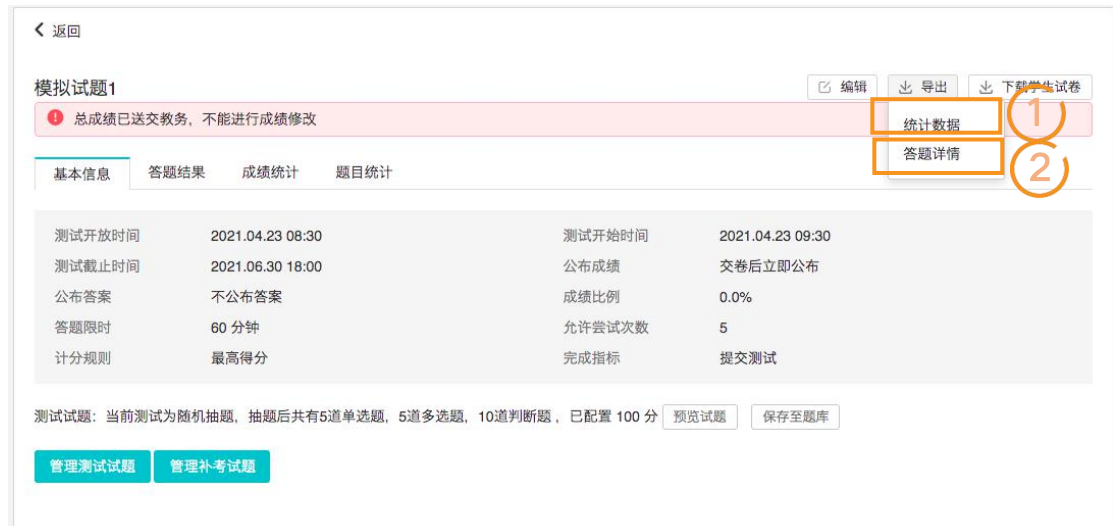 返回
模拟试题1
编辑 导出 下载学生试卷
总成绩已送交教务，不能进行成绩修改
统计数据 1
答题详情 2
基本信息 答题结果 成绩统计 题目统计
测试开放时间 2021.04.23 08:30 测试开始时间 2021.04.23 09:30
测试截止时间 2021.06.30 18:00 公布成绩 交卷后立即公布
公布答案 不公布答案 成绩比例 0.0%
答题限时 60 分钟 允许尝试次数 5
计分规则 最高得分 完成指标 提交测试
测试试题：当前测试为随机抽题，抽题后共有5道单选题，5道多选题，10道判断题 ，已配置 100 分 预览试题 保存至题库
管理测试试题 管理补考试题